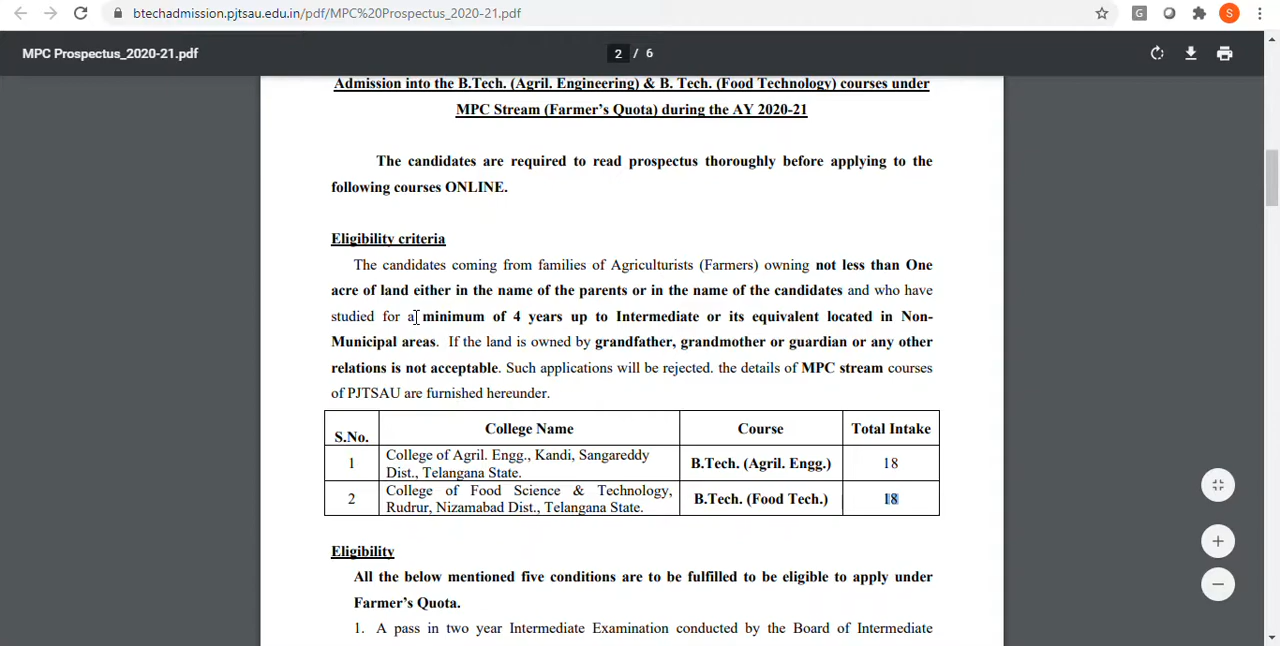 btechadmission.pjtsau.edu.in/pdf/MPC%20Prospectus_2020-21.pdf
G
S
MPC Prospectus_2020-21.pdf
2 / 6
Admission into the B.Tech. (Agril. Engineering) & B. Tech. (Food Technology) courses under
MPC Stream (Farmer's Quota) during the AY 2020-21
The candidates are required to read prospectus thoroughly before applying to the
following courses ONLINE.
Eligibility criteria
The candidates coming from families of Agriculturists (Farmers) owning not less than One
acre of land either in the name of the parents or in the name of the candidates and who have
studied for a minimum of 4 years up to Intermediate or its equivalent located in Non-
Municipal areas. If the land is owned by grandfather, grandmother or guardian or any other
relations is not acceptable. Such applications will be rejected. the details of MPC stream courses
of PJTSAU are furnished hereunder.
S.No. College Name Course Total Intake
1 College of Agril. Engg., Kandi, Sangareddy B.Tech. (Agril. Engg.) 18
Dist., Telangana State.
2 College of Food Science & Technology, B.Tech. (Food Tech.) 18
Rudrur, Nizamabad Dist., Telangana State.
Eligibility
All the below mentioned five conditions are to be fulfilled to be eligible to apply under
Farmer's Quota.
1. A pass in two year Intermediate Examination conducted by the Board of Intermediate